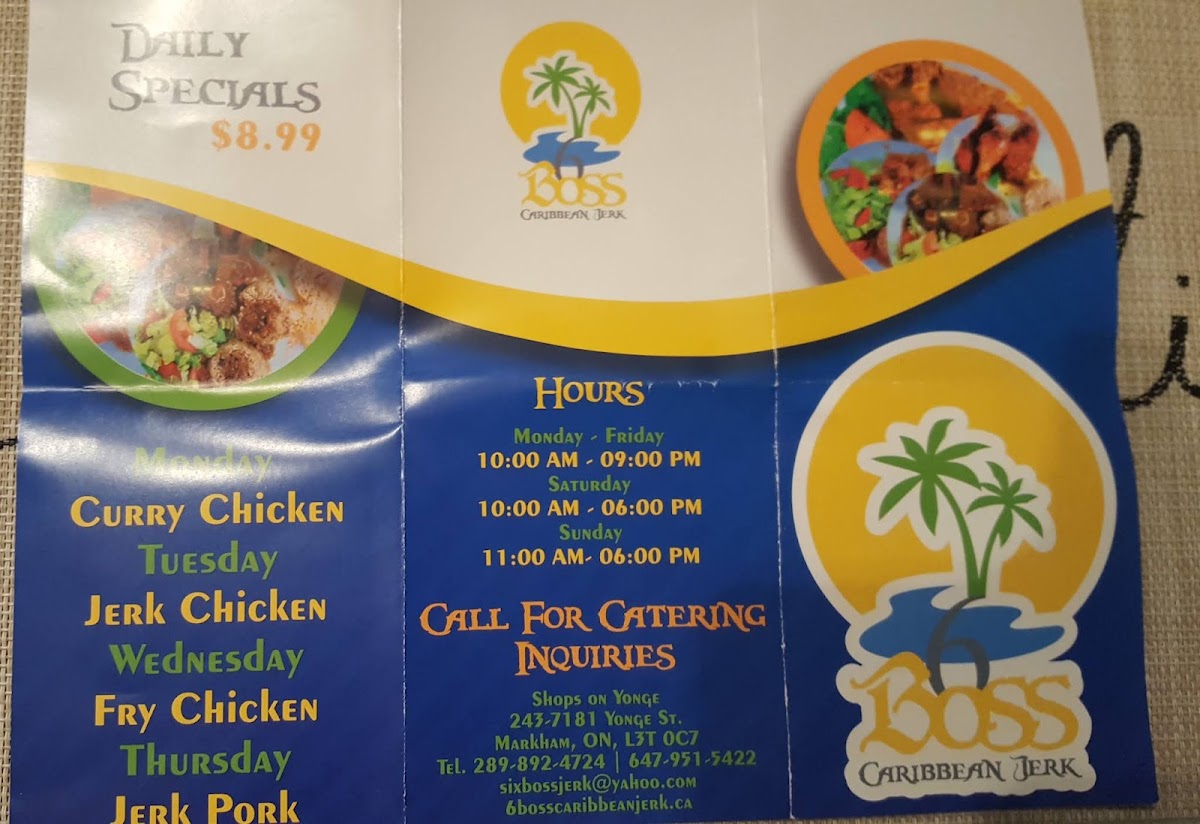 Daily
Specials
$8.99
Monday
Curry Chicken
Tuesday
Jerk Chicken
Wednesday
Fry Chicken
Thursday
Jerk Pork
6
Boss
Caribbean Jerk
Hours
Monday - Friday
10:00 AM - 09:00 PM
Saturday
10:00 AM - 06:00 PM
Sunday
11:00 AM- 06:00 PM
Call For Catering
Inquiries
Shops on Yonge
243-7181 Yonge St.
Markham, ON, L3T 0C7
Tel. 289-892-4724 | 647-951-5422
sixbossjerk@yahoo.com
6bosscaribbeanjerk.ca
6
Boss
Caribbean Jerk